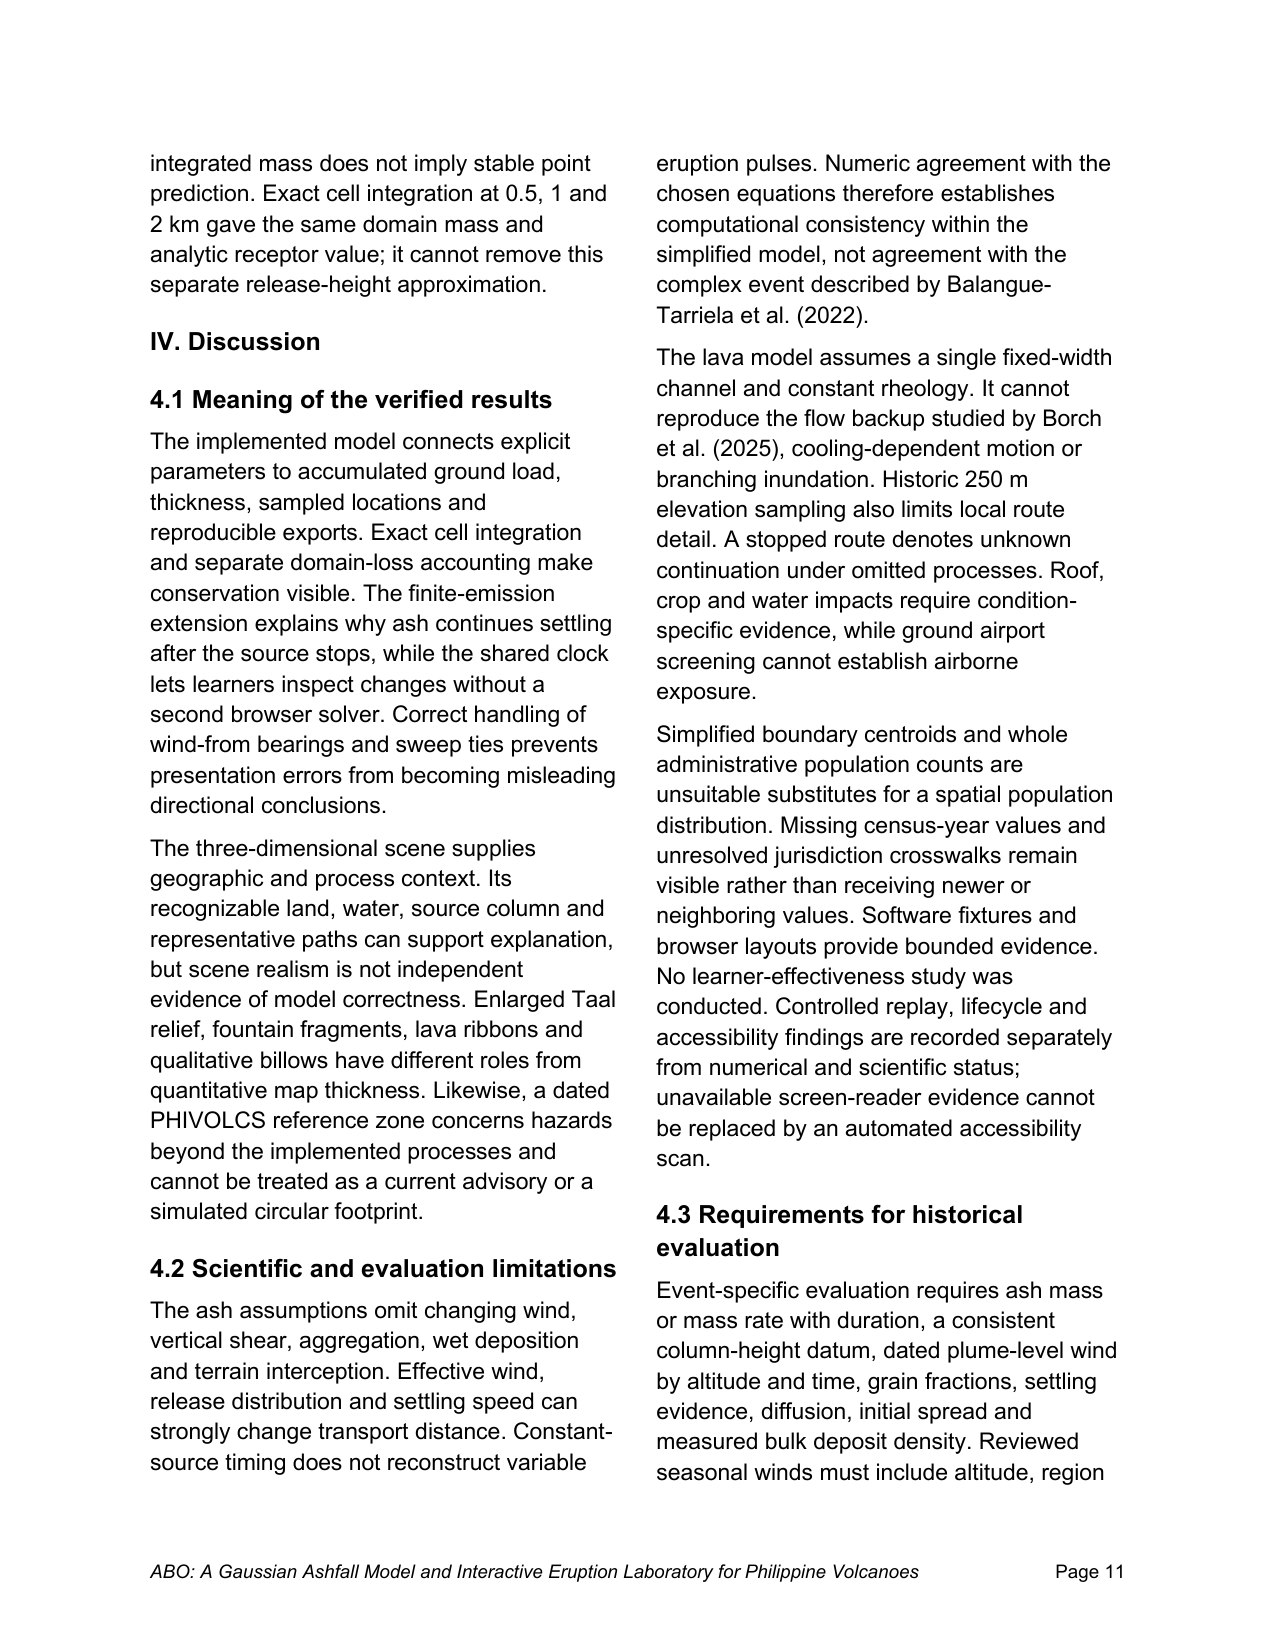 integrated mass does not imply stable point
prediction. Exact cell integration at 0.5, 1 and
2 km gave the same domain mass and
analytic receptor value; it cannot remove this
separate release-height approximation.
IV. Discussion
4.1 Meaning of the verified results
The implemented model connects explicit
parameters to accumulated ground load,
thickness, sampled locations and
reproducible exports. Exact cell integration
and separate domain-loss accounting make
conservation visible. The finite-emission
extension explains why ash continues settling
after the source stops, while the shared clock
lets learners inspect changes without a
second browser solver. Correct handling of
wind-from bearings and sweep ties prevents
presentation errors from becoming misleading
directional conclusions.
The three-dimensional scene supplies
geographic and process context. Its
recognizable land, water, source column and
representative paths can support explanation,
but scene realism is not independent
evidence of model correctness. Enlarged Taal
relief, fountain fragments, lava ribbons and
qualitative billows have different roles from
quantitative map thickness. Likewise, a dated
PHIVOLCS reference zone concerns hazards
beyond the implemented processes and
cannot be treated as a current advisory or a
simulated circular footprint.
4.2 Scientific and evaluation limitations
The ash assumptions omit changing wind,
vertical shear, aggregation, wet deposition
and terrain interception. Effective wind,
release distribution and settling speed can
strongly change transport distance. Constant-
source timing does not reconstruct variable
eruption pulses. Numeric agreement with the
chosen equations therefore establishes
computational consistency within the
simplified model, not agreement with the
complex event described by Balangue-
Tarriela et al. (2022).
The lava model assumes a single fixed-width
channel and constant rheology. It cannot
reproduce the flow backup studied by Borch
et al. (2025), cooling-dependent motion or
branching inundation. Historic 250 m
elevation sampling also limits local route
detail. A stopped route denotes unknown
continuation under omitted processes. Roof,
crop and water impacts require condition-
specific evidence, while ground airport
screening cannot establish airborne
exposure.
Simplified boundary centroids and whole
administrative population counts are
unsuitable substitutes for a spatial population
distribution. Missing census-year values and
unresolved jurisdiction crosswalks remain
visible rather than receiving newer or
neighboring values. Software fixtures and
browser layouts provide bounded evidence.
No learner-effectiveness study was
conducted. Controlled replay, lifecycle and
accessibility findings are recorded separately
from numerical and scientific status;
unavailable screen-reader evidence cannot
be replaced by an automated accessibility
scan.
4.3 Requirements for historical
evaluation
Event-specific evaluation requires ash mass
or mass rate with duration, a consistent
column-height datum, dated plume-level wind
by altitude and time, grain fractions, settling
evidence, diffusion, initial spread and
measured bulk deposit density. Reviewed
seasonal winds must include altitude, region
ABO: A Gaussian Ashfall Model and Interactive Eruption Laboratory for Philippine Volcanoes
Page 11